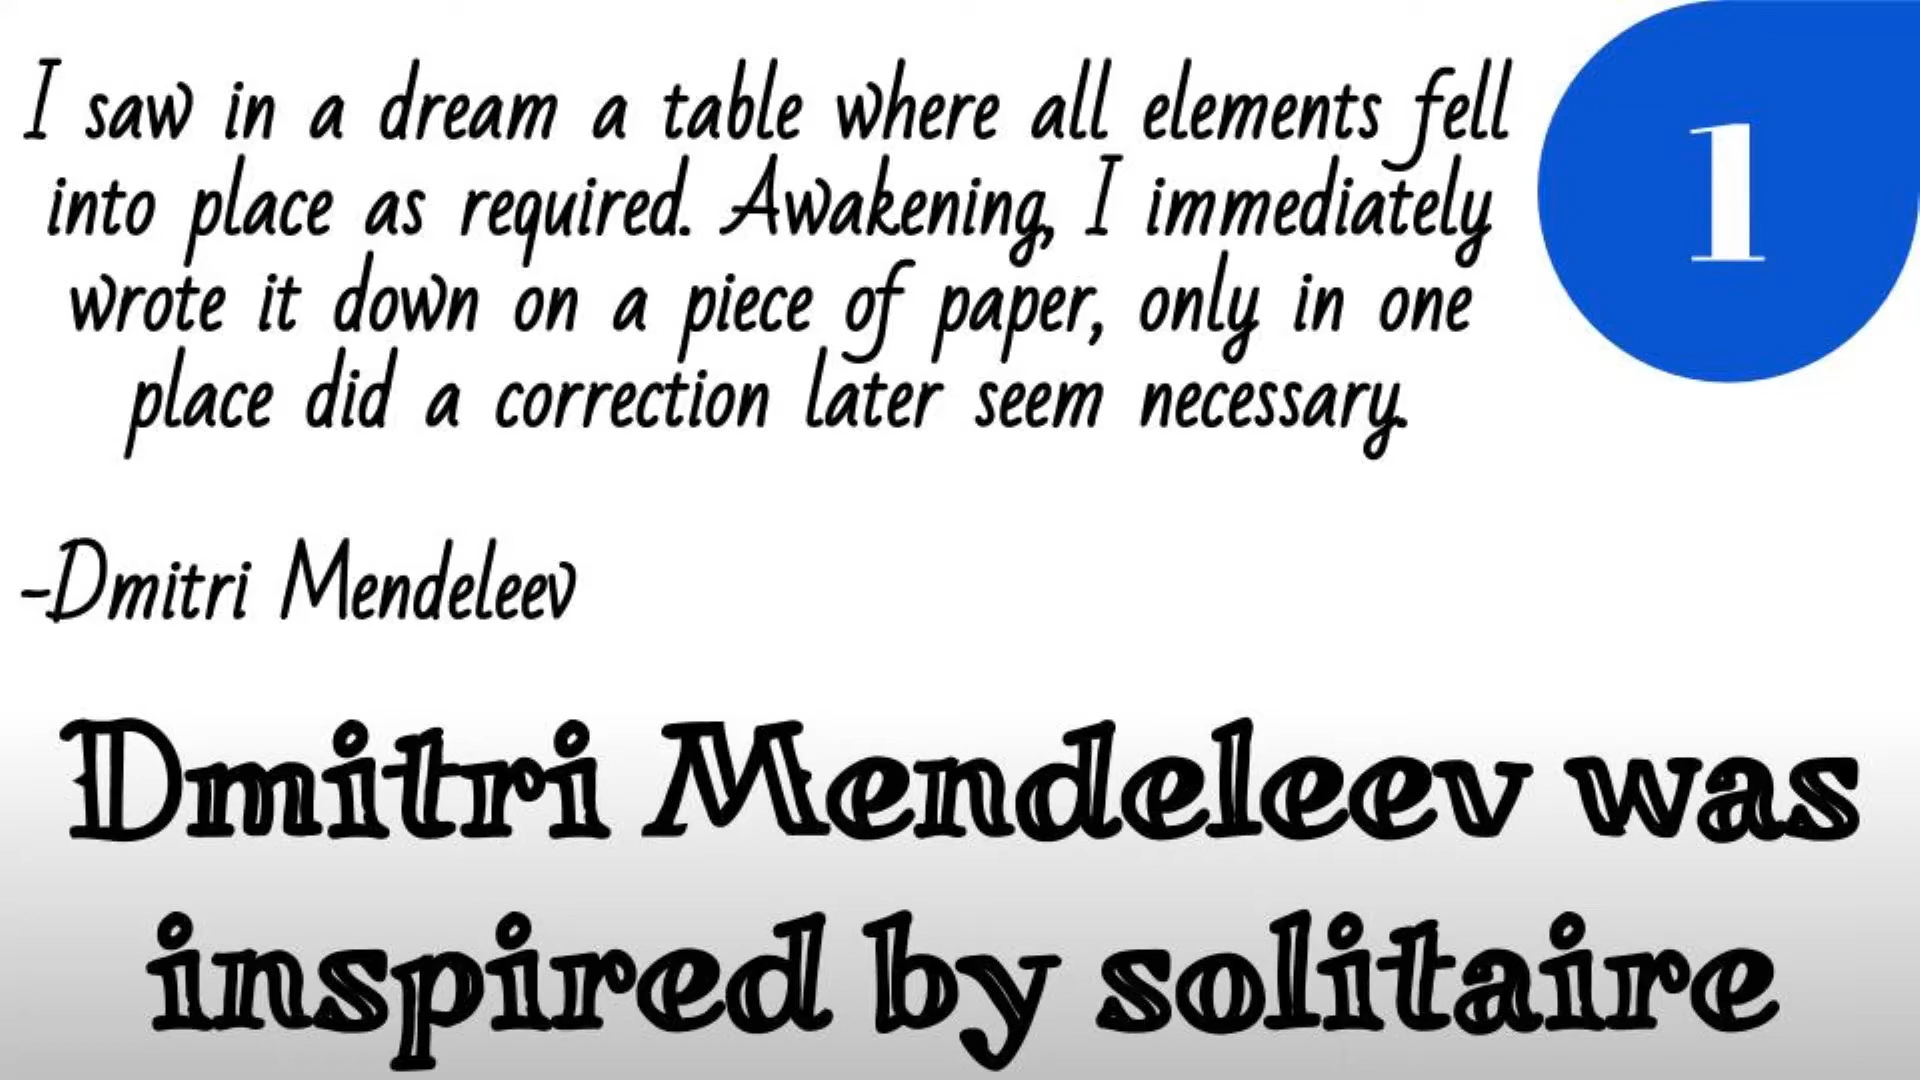 I saw in a dream a table where all elements fell
into place as required. Awakening, I immediately
wrote it down on a piece of paper, only in one
place did a correction later seem necessary.
1
-Dmitri Mendeleev
Dmitri Mendeleev was
inspired by solitaire